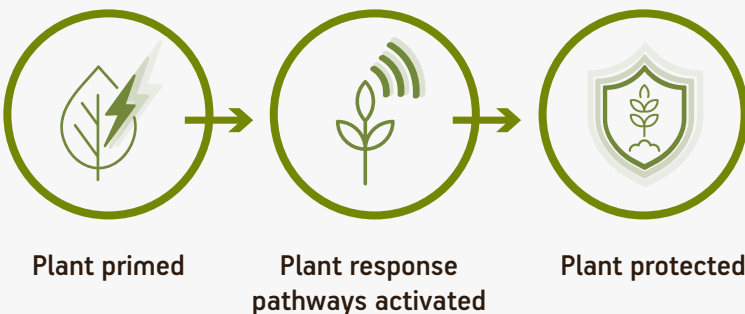 Plant primed
Plant response
pathways activated
Plant protected